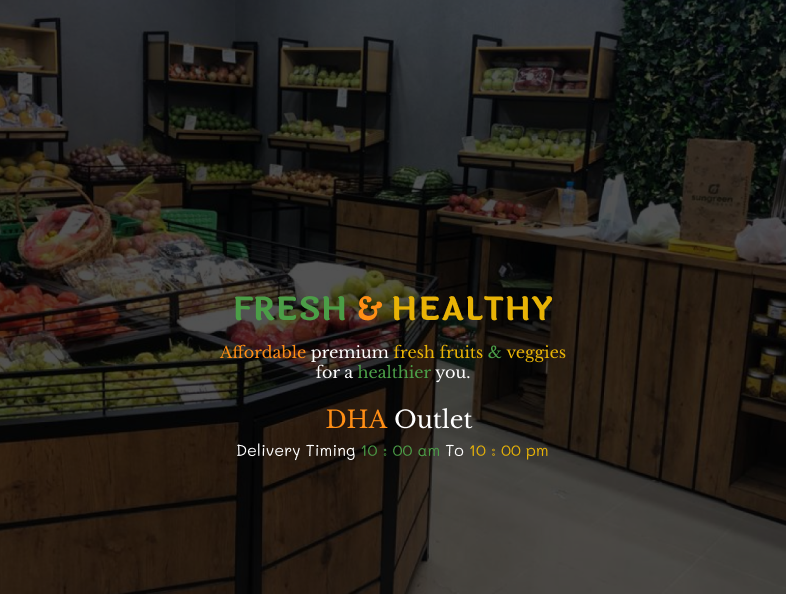 sungreen
FRESH & HEALTHY
Affordable premium fresh fruits & veggies
for a healthier you.
DHA Outlet
Delivery Timing 10 : 00 am To 10 : 00 pm